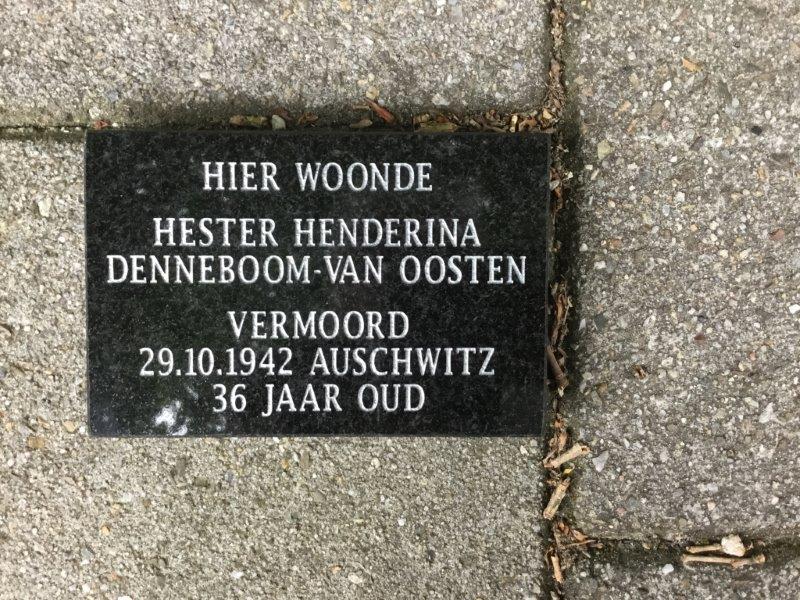 HIER WOONDE
HESTER HENDERINA
DENNEBOOM-VAN OOSTEN
VERMOORD
29.10.1942 AUSCHWITZ
36 JAAR OUD